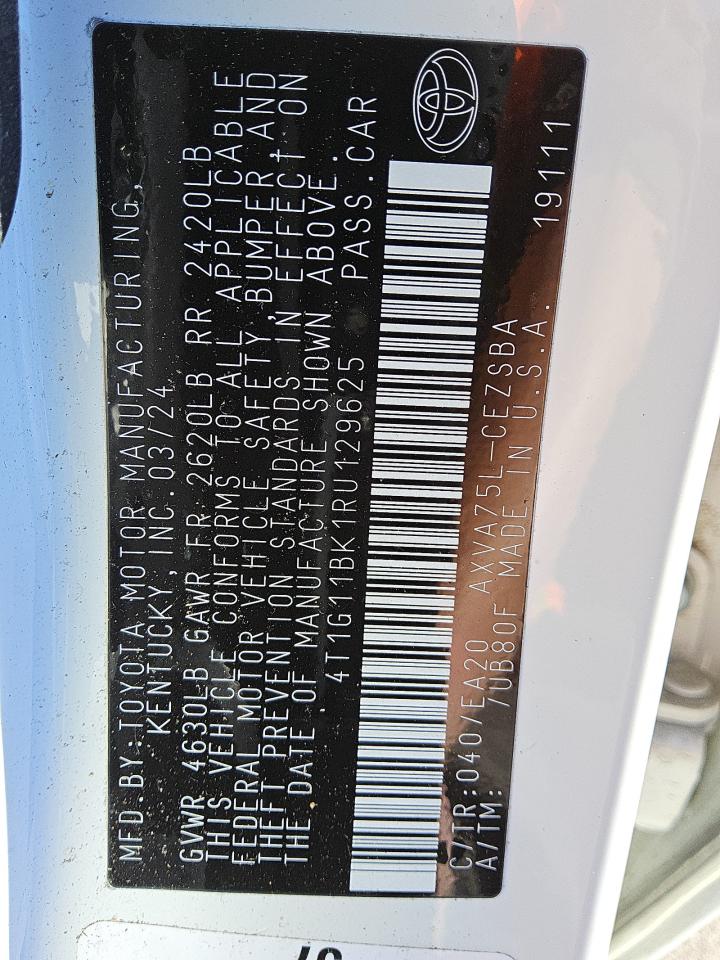 MFD.BY:TOYOTA MOTOR MANUFACTURING,
KENTUCKY, INC.03/24
GVWR 4630LB GAWR FR 2620LB RR 2420LB
THIS VEHICLE CONFORMS TO ALL APPLICABLE
FEDERAL MOTOR VEHICLE SAFETY,BUMPER,AND
THEFT PREVENTION STANDARDS IN EFFECT ON
THE DATE OF MANUFACTURE SHOWN ABOVE.
4T1G11BK1RU129625 PASS.CAR
C/TR:040/EA20 AXVA75L-CEZSBA 19111
A/TM: /UB80F MADE IN U.S.A.